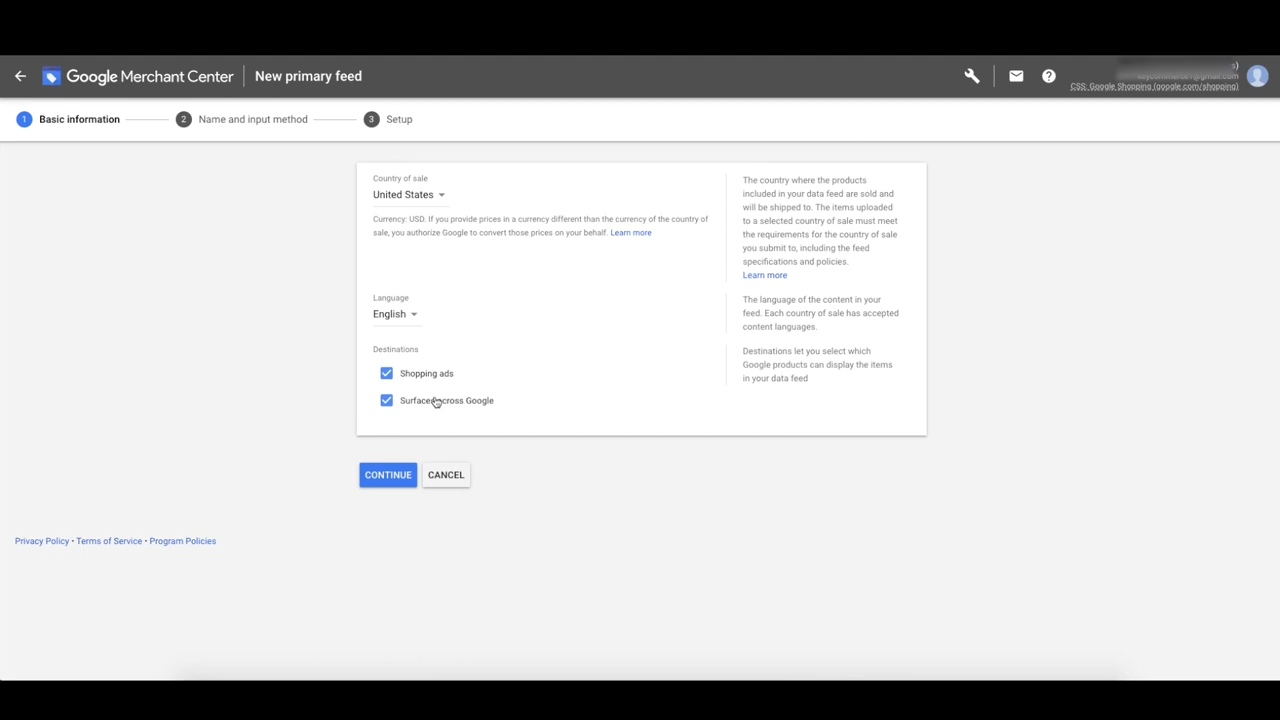 Google Merchant Center
New primary feed
CSS: Google Shopping (google.com/shopping)
1 Basic information
2 Name and input method
3 Setup
Country of sale
United States
Currency: USD. If you provide prices in a currency different than the currency of the country of
sale, you authorize Google to convert those prices on your behalf. Learn more
The country where the products
included in your data feed are sold and
will be shipped to. The items uploaded
to a selected country of sale must meet
the requirements for the country of sale
you submit to, including the feed
specifications and policies.
Learn more
Language
English
The language of the content in your
feed. Each country of sale has accepted
content languages.
Destinations
Shopping ads
Surfaces across Google
Destinations let you select which
Google products can display the items
in your data feed
CONTINUE
CANCEL
Privacy Policy • Terms of Service • Program Policies